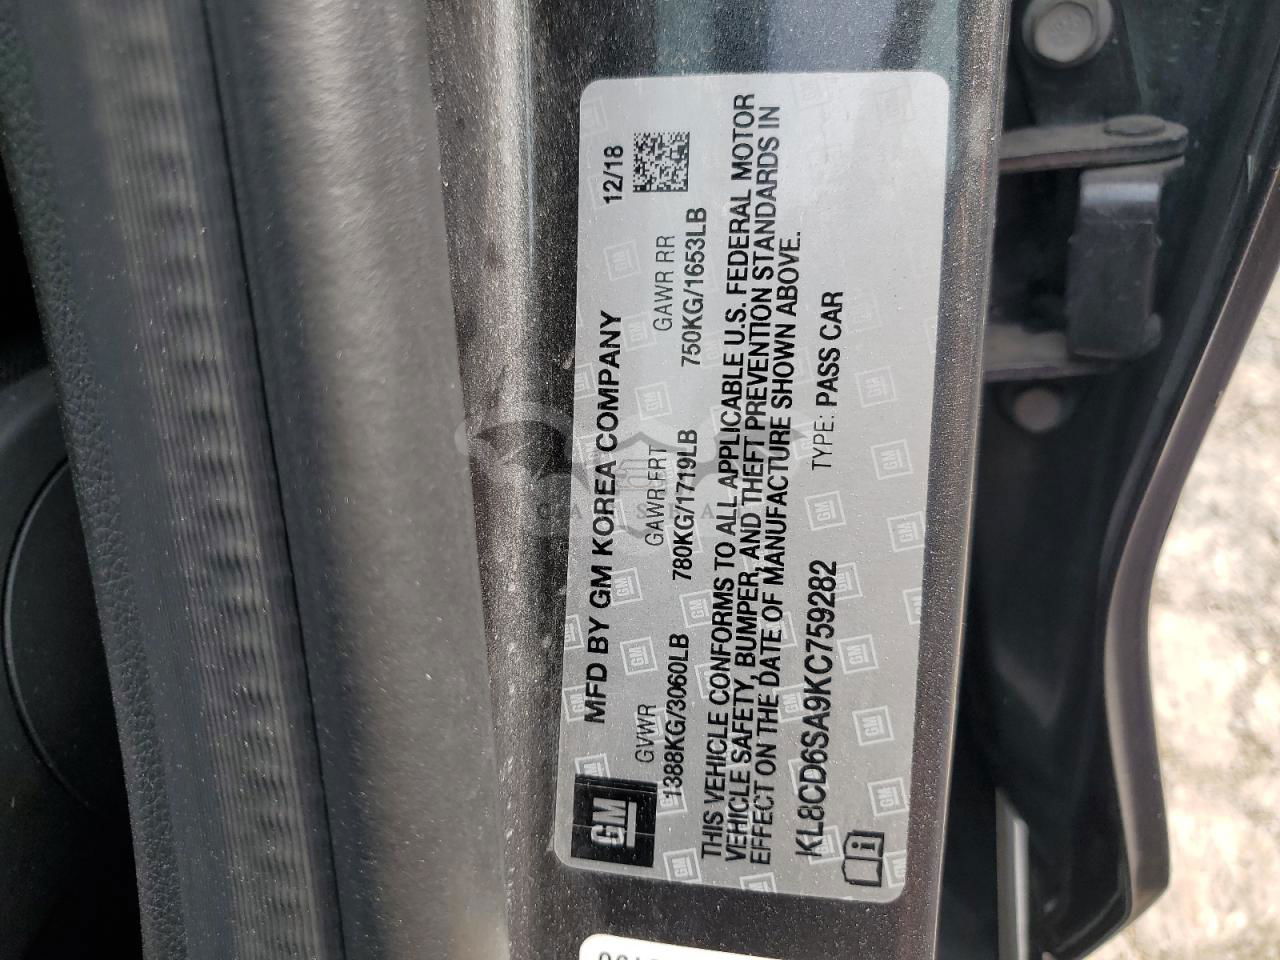 GM
MFD BY GM KOREA COMPANY 12/18
GVWR GAWR FRT GAWR RR
1388KG/3060LB 780KG/1719LB 750KG/1653LB
THIS VEHICLE CONFORMS TO ALL APPLICABLE U.S. FEDERAL MOTOR
VEHICLE SAFETY, BUMPER, AND THEFT PREVENTION STANDARDS IN
EFFECT ON THE DATE OF MANUFACTURE SHOWN ABOVE.
KL8CD6SA9KC759282 TYPE: PASS CAR